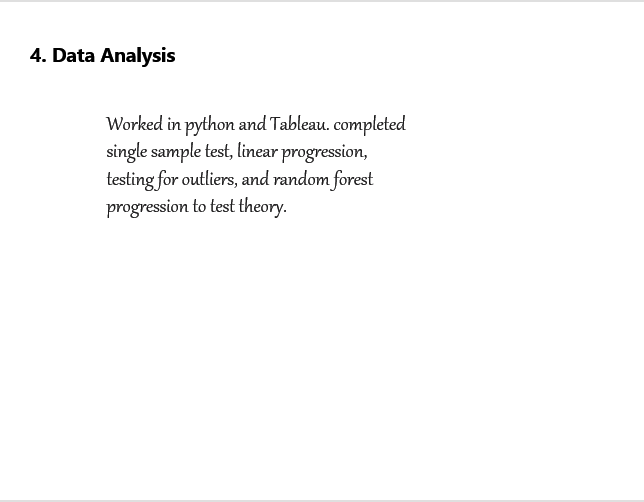 4. Data Analysis
Worked in python and Tableau. completed
single sample test, linear progression,
testing for outliers, and random forest
progression to test theory.